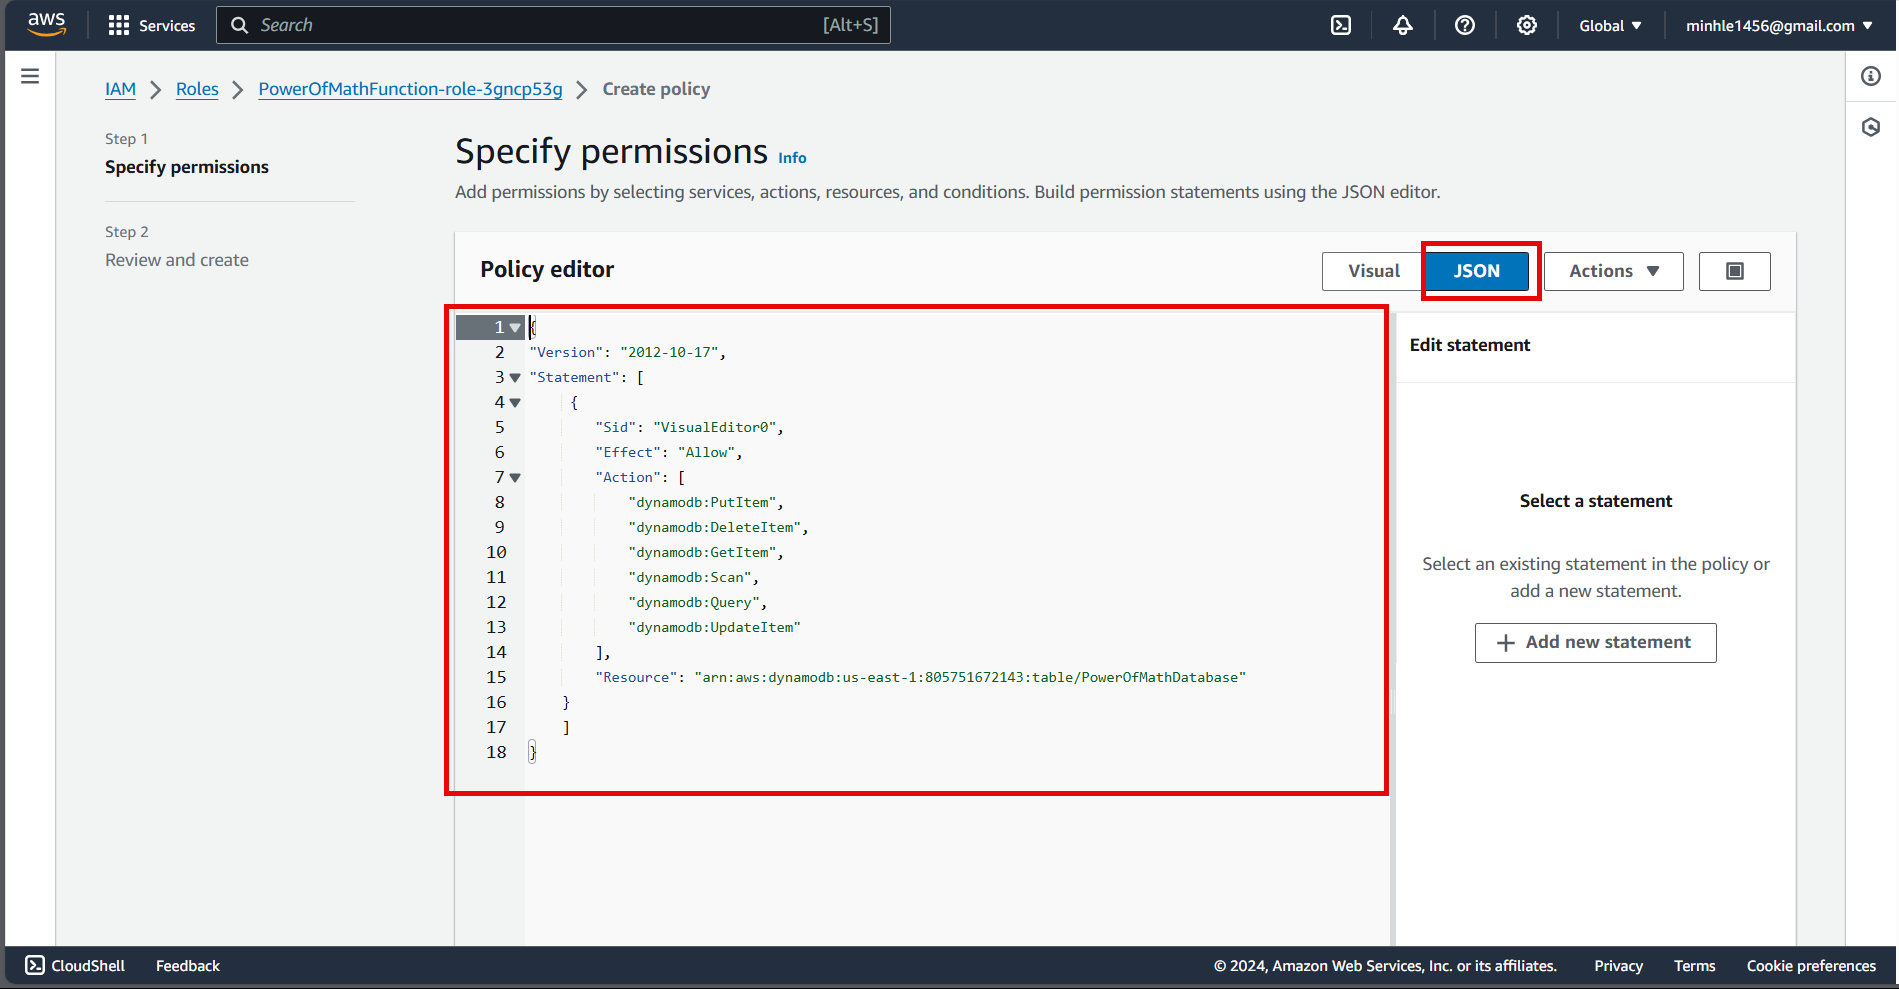 aws
Services
Search
[Alt+S]
Global
minhle1456@gmail.com
IAM
Roles
PowerOfMathFunction-role-3gncp53g
Create policy
Step 1
Specify permissions
Step 2
Review and create
Specify permissions Info
Add permissions by selecting services, actions, resources, and conditions. Build permission statements using the JSON editor.
Policy editor
Visual
JSON
Actions
1 {
2 "Version": "2012-10-17",
3 "Statement": [
4 {
5 "Sid": "VisualEditor0",
6 "Effect": "Allow",
7 "Action": [
8 "dynamodb:PutItem",
9 "dynamodb:DeleteItem",
10 "dynamodb:GetItem",
11 "dynamodb:Scan",
12 "dynamodb:Query",
13 "dynamodb:UpdateItem"
14 ],
15 "Resource": "arn:aws:dynamodb:us-east-1:805751672143:table/PowerOfMathDatabase"
16 }
17 ]
18 }
Edit statement
Select a statement
Select an existing statement in the policy or
add a new statement.
+ Add new statement
CloudShell
Feedback
© 2024, Amazon Web Services, Inc. or its affiliates.
Privacy
Terms
Cookie preferences